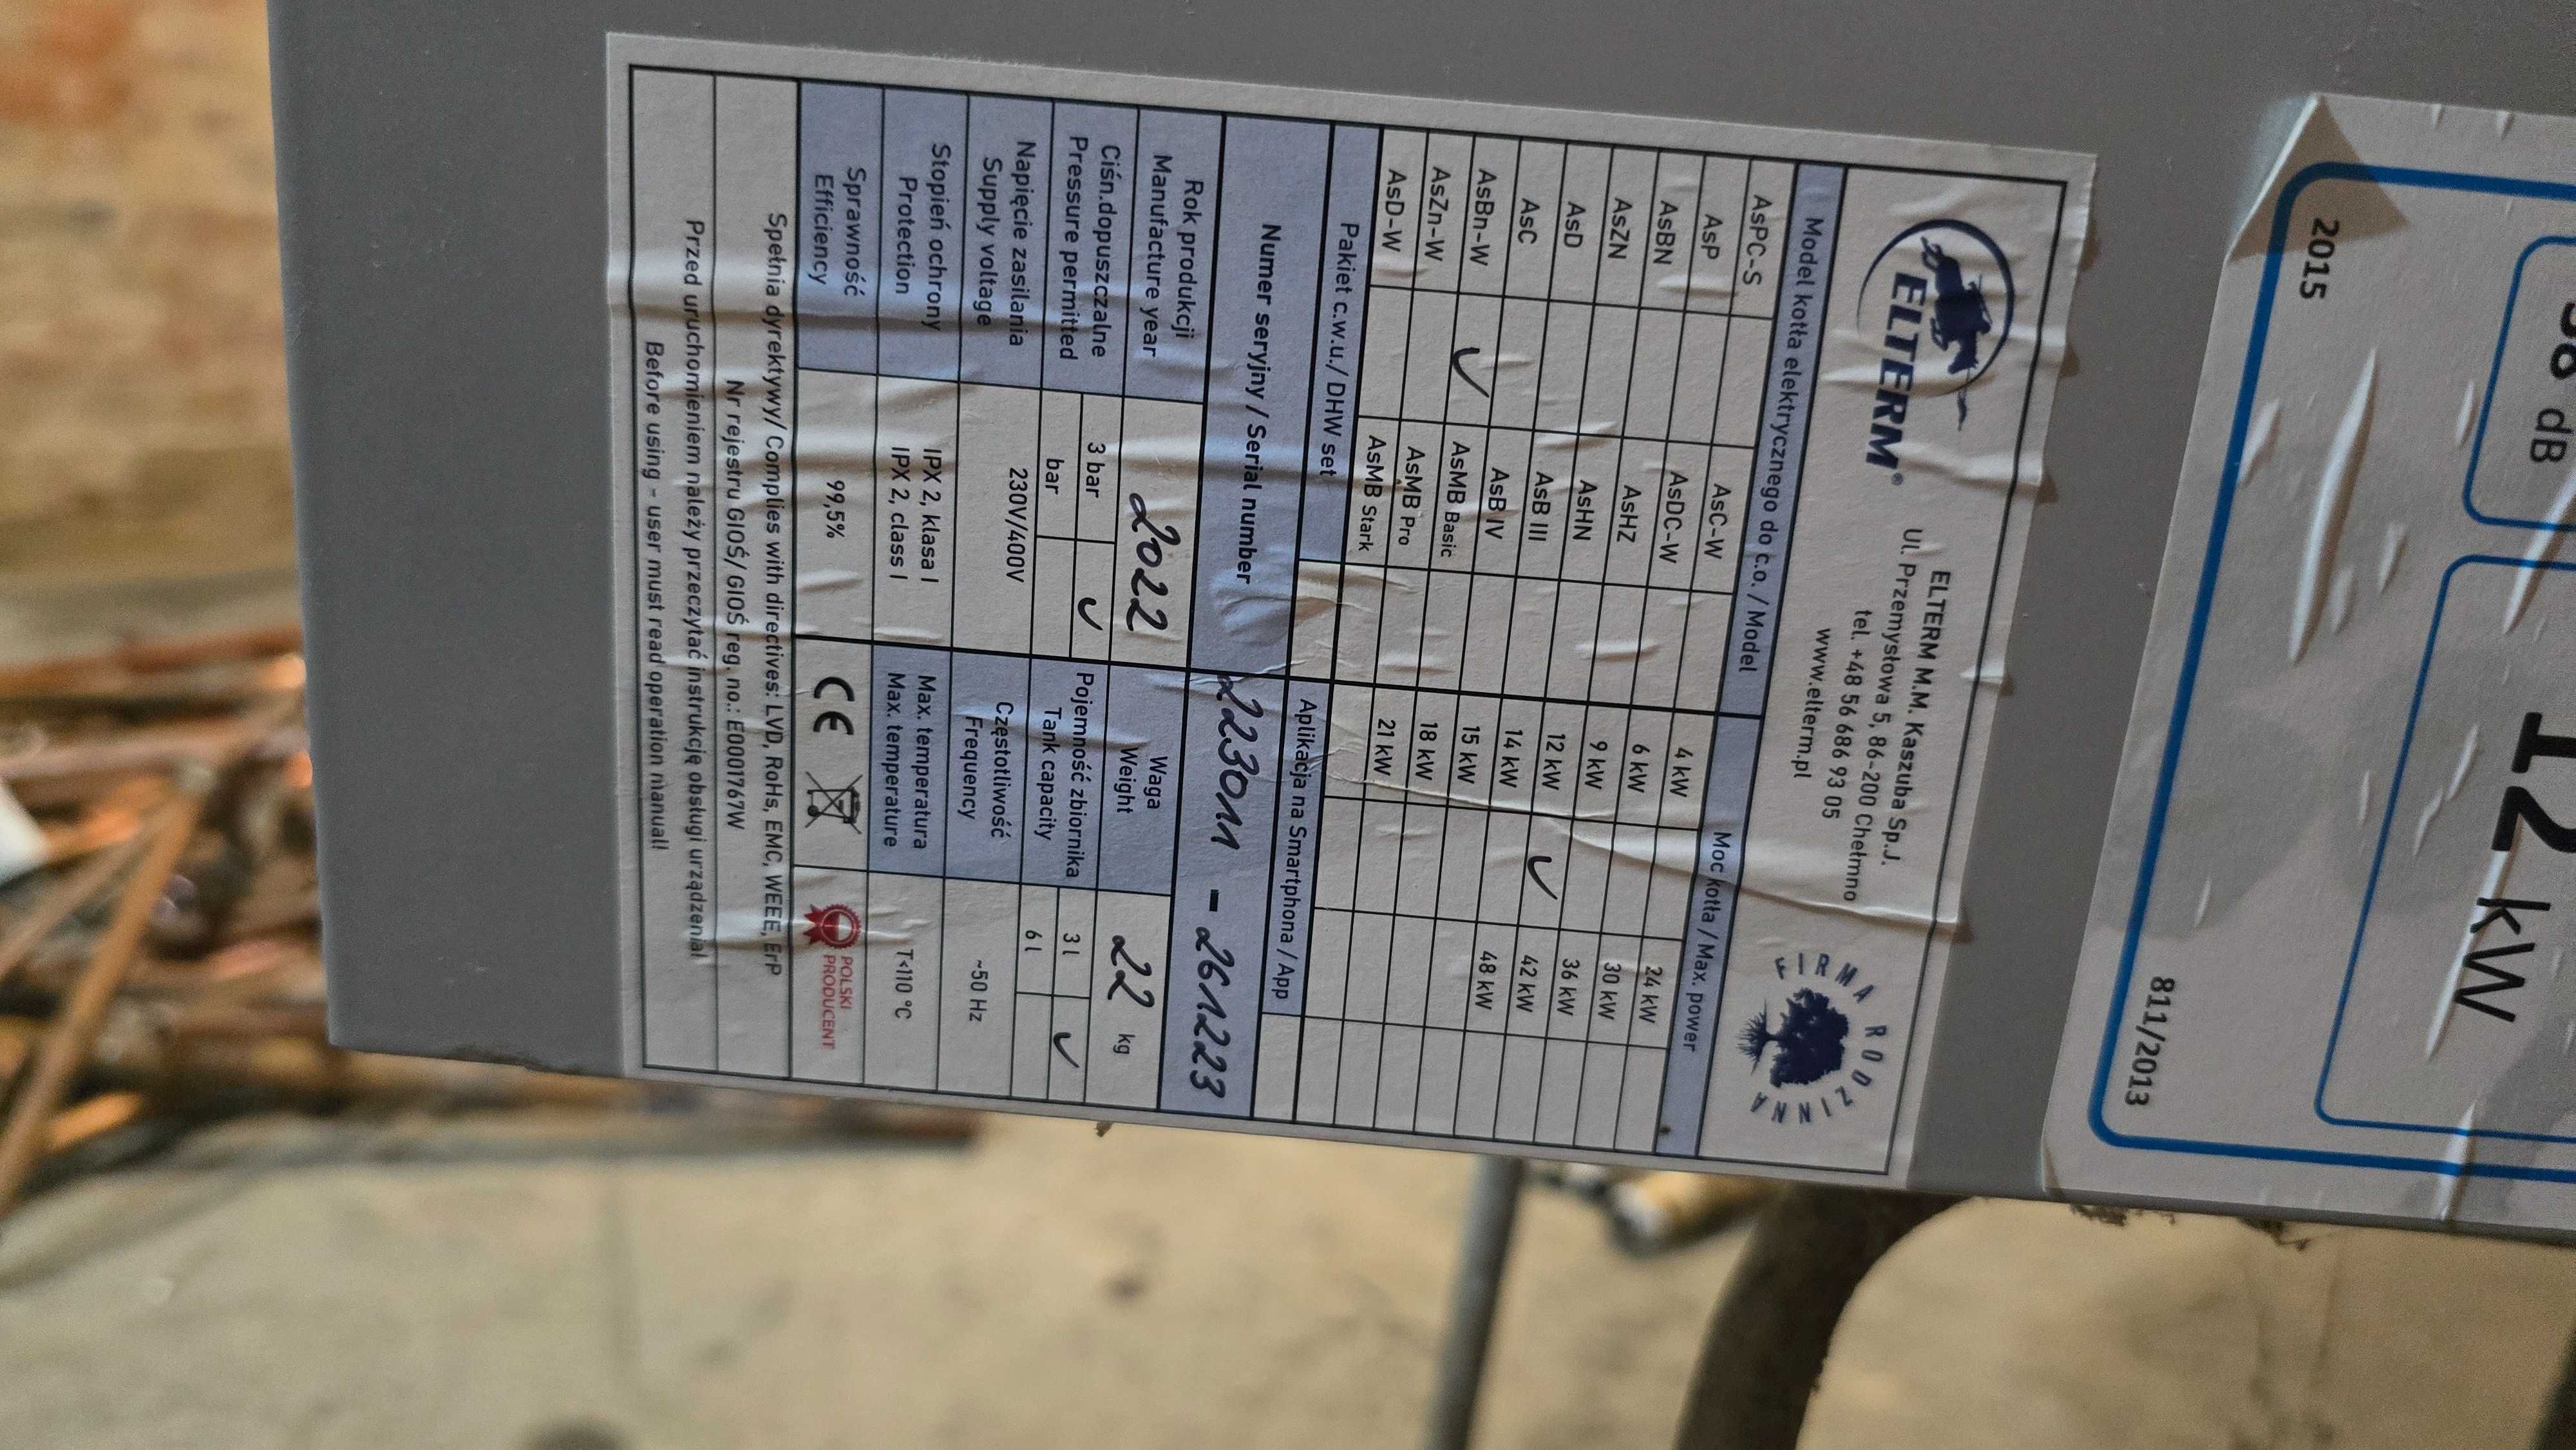 ELTERM®
ELTERM M.M. Kaszuba Sp.J.
Ul. Przemysłowa 5, 86-200 Chełmno
tel. +48 56 686 93 05
www.elterm.pl
FIRMA RODZINNA
Model kotła elektrycznego do c.o. / Model
Moc kotła / Max. power
AsPC-S AsC-W 4 kW 24 kW
AsP AsDC-W 6 kW 30 kW
AsBN AsHZ 9 kW 36 kW
AsZN AsHN 12 kW ✓ 42 kW
AsD AsB III 14 kW 48 kW
AsC AsB IV 15 kW
AsBn-W ✓ AsMB Basic 18 kW
AsZn-W AsMB Pro 21 kW
AsD-W AsMB Stark
Pakiet c.w.u./ DHW set Aplikacja na Smartphona / App
Numer seryjny / Serial number 223011 - 261223
Rok produkcji
Manufacture year
2022
Waga
Weight
22 kg
Ciśn.dopuszczalne
Pressure permitted
3 bar ✓
bar
Pojemność zbiornika
Tank capacity
3 l ✓
6 l
Napięcie zasilania
Supply voltage
230V/400V
Częstotliwość
Frequency
~50 Hz
Stopień ochrony
Protection
IPX 2, klasa I
IPX 2, class I
Max. temperatura
Max. temperature
T<110 °C
Sprawność
Efficiency
99,5%
CE
POLSKI
PRODUCENT
Spełnia dyrektywy/ Complies with directives: LVD, RoHs, EMC, WEEE, ErP
Nr rejestru GIOŚ/ GIOŚ reg. no.: E0001767W
Przed uruchomieniem należy przeczytać instrukcję obsługi urządzenia!
Before using - user must read operation manual!
dB
12 kW
2015
811/2013